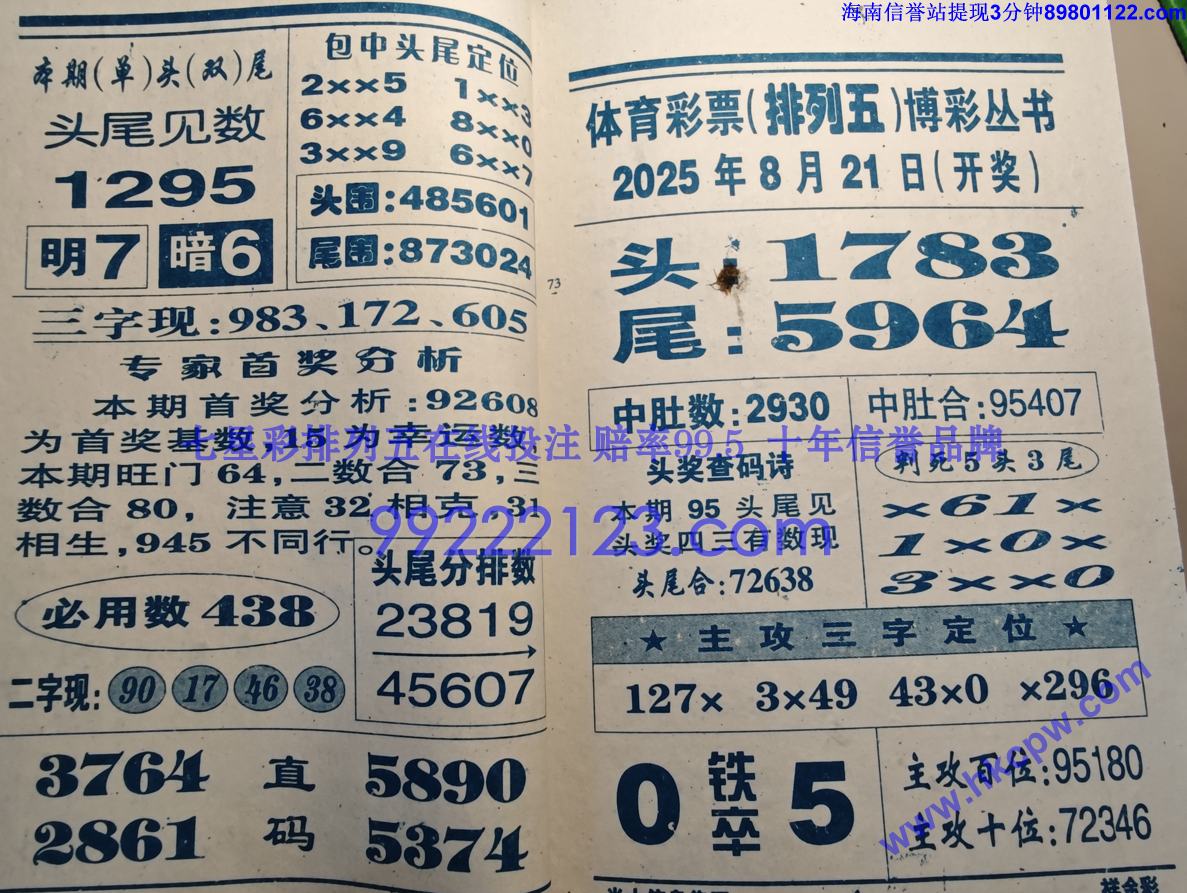 海南信誉站提现3分钟89801122.com
本期(单)头(双)尾
头尾见数
1295
明7 暗6
包中头尾定位
2××5 1××3
6××4 8××0
3××9 6××7
头围:485601
尾围:873024
三字现:983、172、605
专家首奖分析
本期首奖分析:92608
为首奖基数,15为幸运数
本期旺门64,二数合73,三
数合80,注意32相克,31
相生,945不同行。
必用数438
二字现: 90 17 46 38
头尾分排数
23819
45607
3764 直 5890
2861 码 5374
73
体育彩票(排列五)博彩丛书
2025年8月21日(开奖)
头:1783
尾:5964
中肚数:2930
中肚合:95407
头奖查码诗
本期95头尾见
头奖四三有数现
头尾合:72638
判死5头3尾
×61×
1×0×
3××0
★主攻三字定位★
127× 3×49 43×0 ×296
0 铁卒 5
主攻百位:95180
主攻十位:72346
七星彩排列五在线投注 赔率99.5 十年信誉品牌
99222123.com
www.hkcpw.com